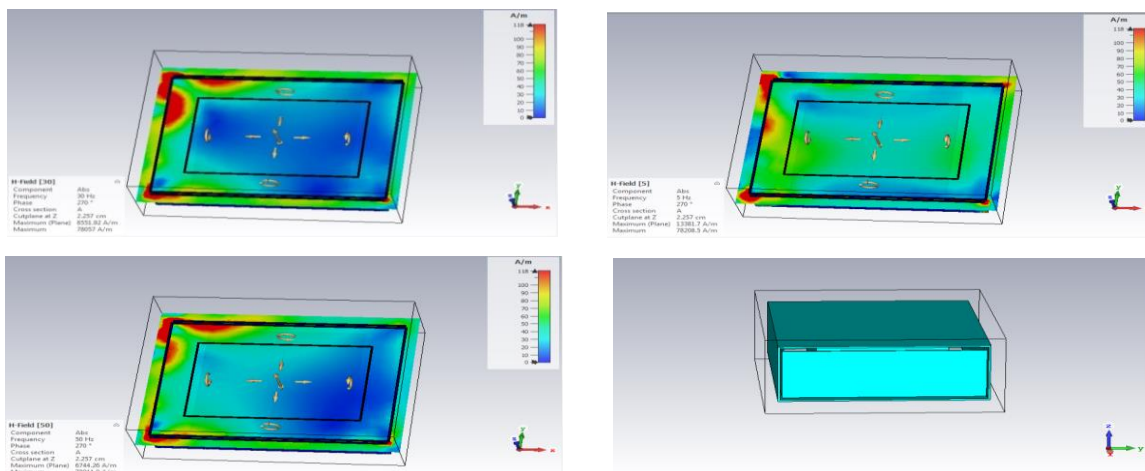 A/m
118
100
90
80
70
60
50
40
30
20
10
0
H-Field [30]
Component Abs
Frequency 30 Hz
Phase 270 °
Cross section A
Cutplane at Z 2.257 cm
Maximum (Plane) 8551.92 A/m
Maximum 78057 A/m
y
x
A/m
118
100
90
80
70
60
50
40
30
20
10
0
H-Field [5]
Component Abs
Frequency 5 Hz
Phase 270 °
Cross section A
Cutplane at Z 2.257 cm
Maximum (Plane) 13381.7 A/m
Maximum 78208.5 A/m
y
x
A/m
118
100
90
80
70
60
50
40
30
20
10
0
H-Field [50]
Component Abs
Frequency 50 Hz
Phase 270 °
Cross section A
Cutplane at Z 2.257 cm
Maximum (Plane) 6744.26 A/m
y
x
z
y